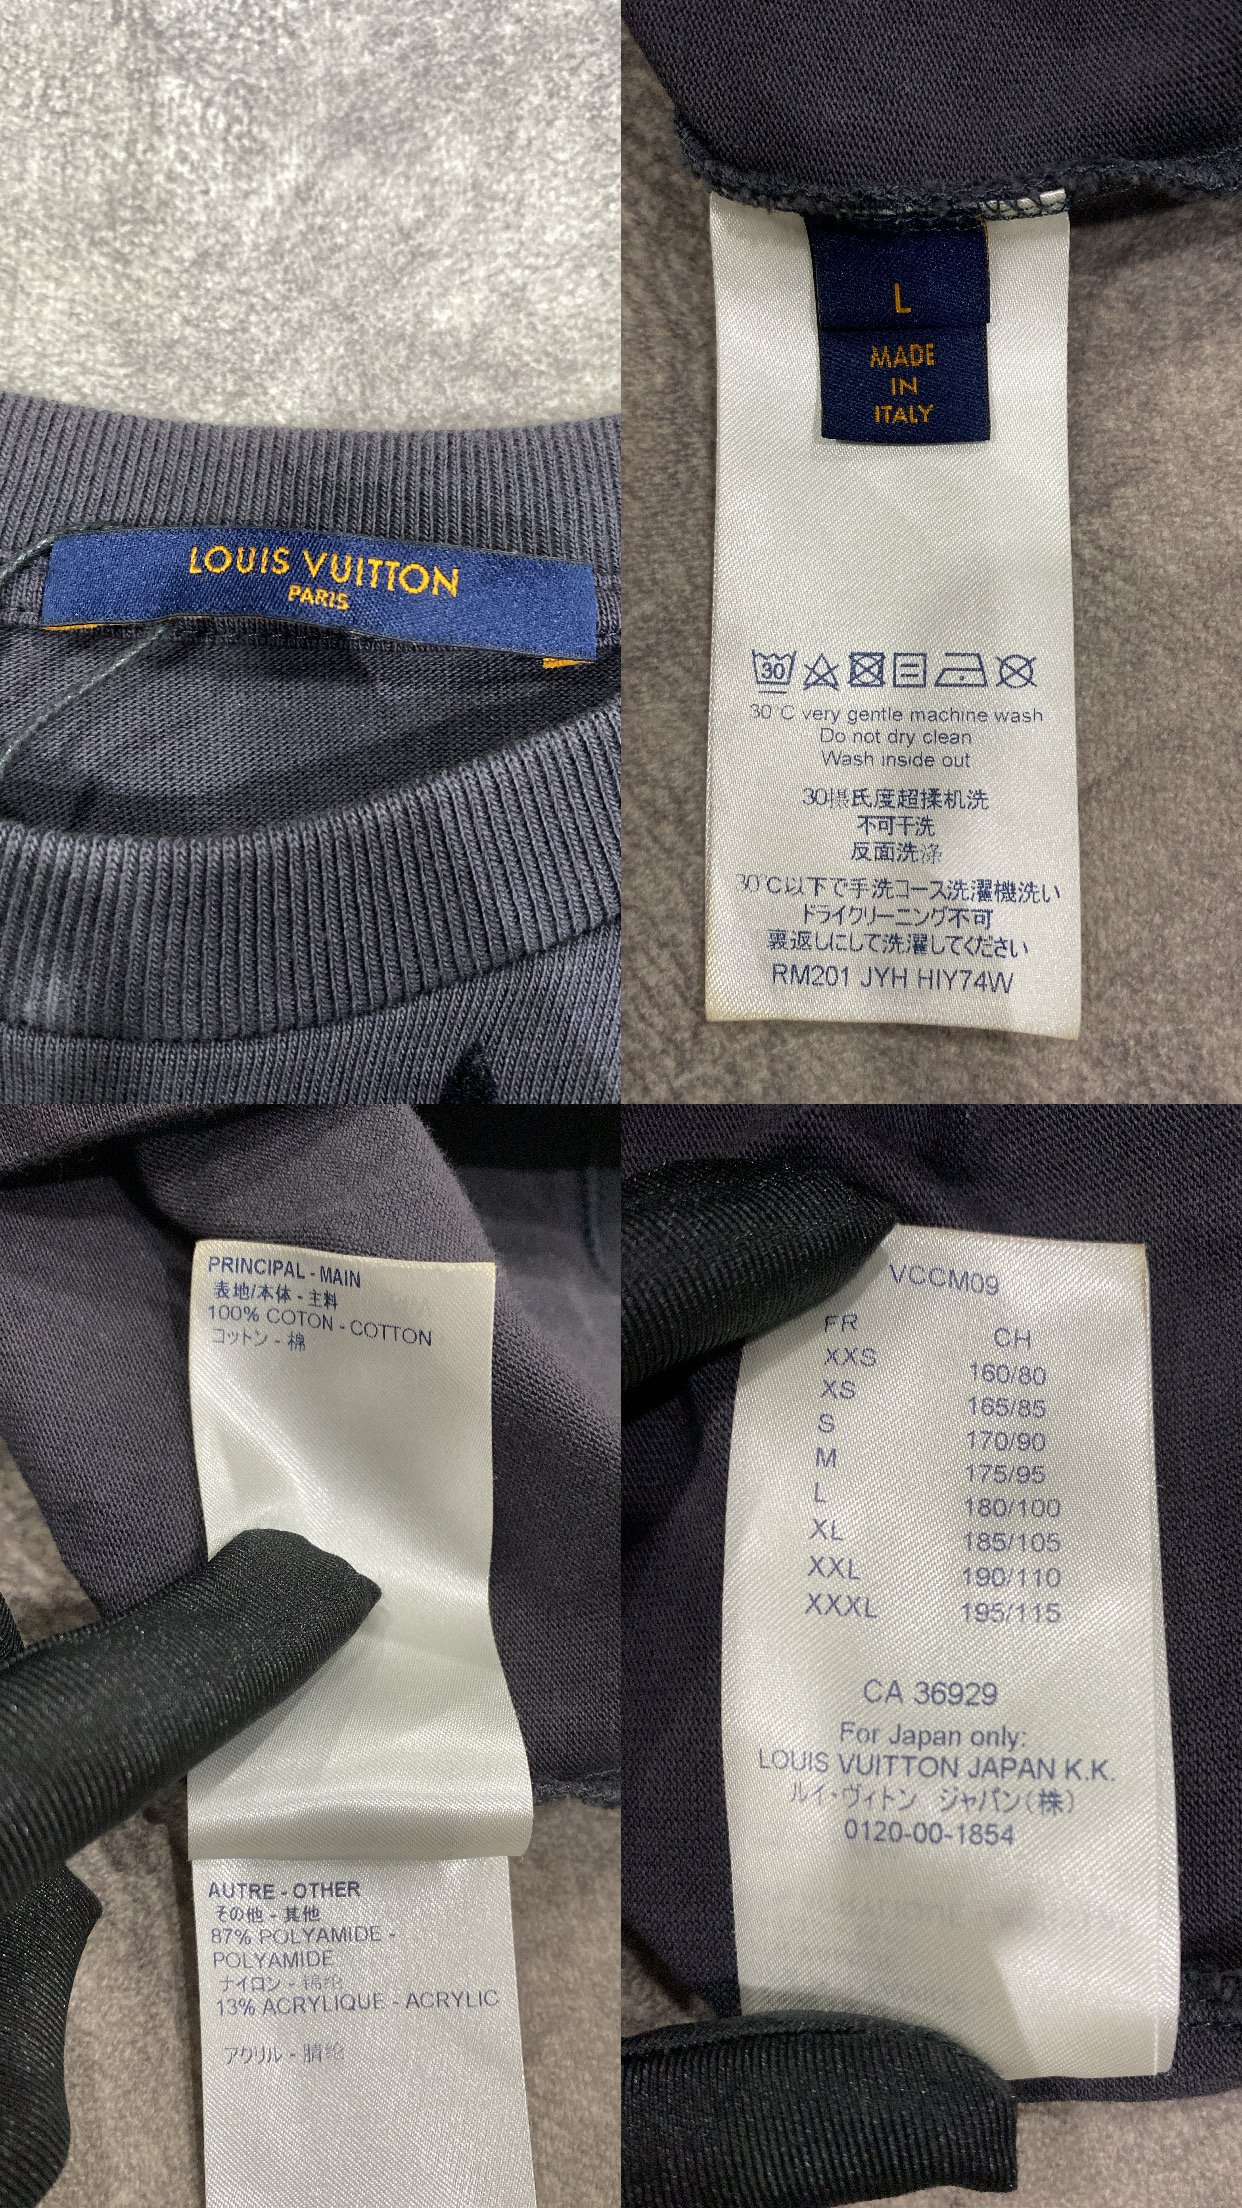 LOUIS VUITTON
PARIS
L
MADE
IN
ITALY
30
30°C very gentle machine wash
Do not dry clean
Wash inside out
30摄氏度超揉机洗
不可干洗
反面洗涤
30℃以下で手洗コース洗濯機洗い
ドライクリーニング不可
裏返しにして洗濯してください
RM201 JYH HIY74W
PRINCIPAL - MAIN
表地/本体 - 主料
100% COTON - COTTON
コットン - 棉
AUTRE - OTHER
その他 - 其他
87% POLYAMIDE -
POLYAMIDE
ナイロン - 锦纶
13% ACRYLIQUE - ACRYLIC
アクリル - 腈纶
VCCM09
FR CH
XXS 160/80
XS 165/85
S 170/90
M 175/95
L 180/100
XL 185/105
XXL 190/110
XXXL 195/115
CA 36929
For Japan only:
LOUIS VUITTON JAPAN K.K.
ルイ・ヴィトン ジャパン(株)
0120-00-1854